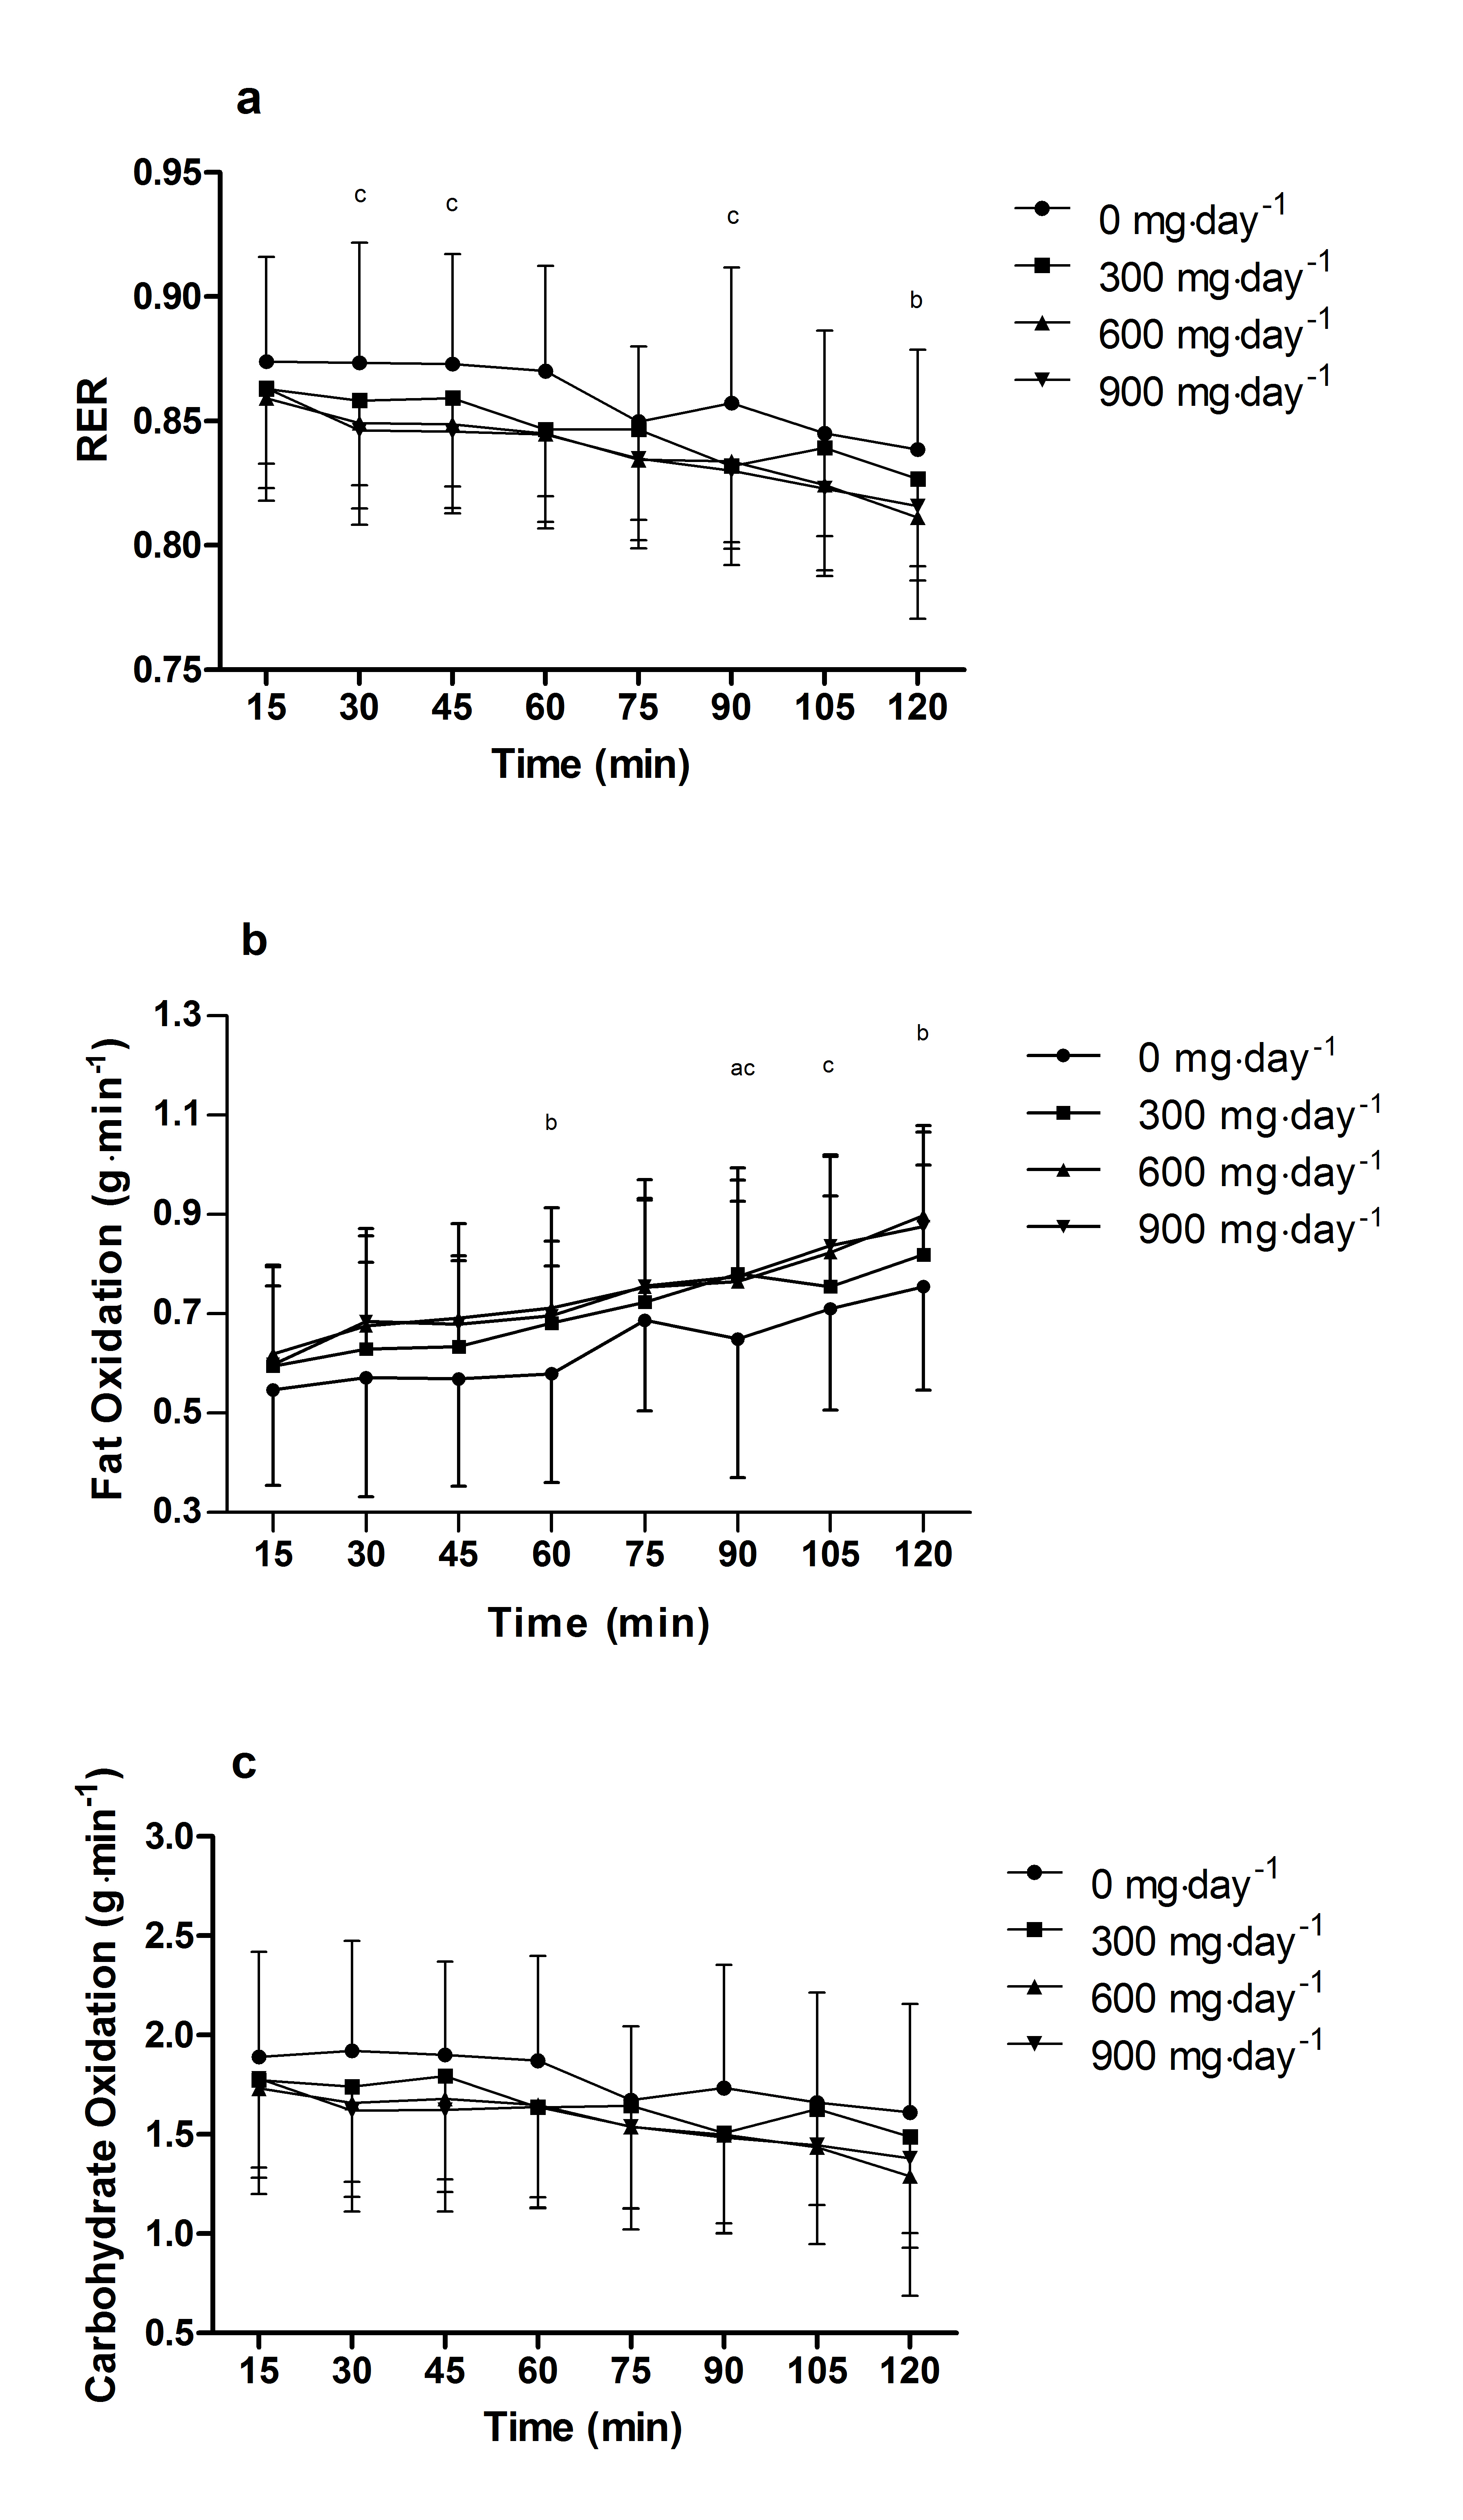 a
0.95
0.90
0.85
0.80
0.75
RER
c
c
c
b
15 30 45 60 75 90 105 120
Time (min)
0 mg·day-1
300 mg·day-1
600 mg·day-1
900 mg·day-1
b
1.3
1.1
0.9
0.7
0.5
0.3
Fat Oxidation (g·min-1)
b
ac
c
b
15 30 45 60 75 90 105 120
Time (min)
0 mg·day-1
300 mg·day-1
600 mg·day-1
900 mg·day-1
c
3.0
2.5
2.0
1.5
1.0
0.5
Carbohydrate Oxidation (g·min-1)
15 30 45 60 75 90 105 120
Time (min)
0 mg·day-1
300 mg·day-1
600 mg·day-1
900 mg·day-1